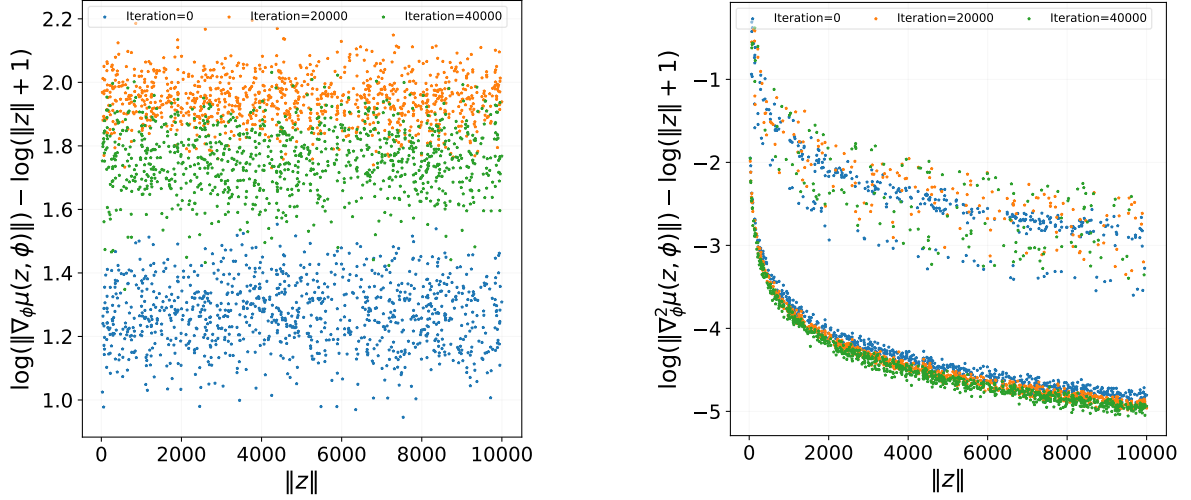 Iteration=0 Iteration=20000 Iteration=40000
log(‖∇ϕμ(z, ϕ)‖) − log(‖z‖ + 1)
2.2
2.0
1.8
1.6
1.4
1.2
1.0
0 2000 4000 6000 8000 10000
‖z‖
Iteration=0 Iteration=20000 Iteration=40000
log(‖∇²ϕμ(z, ϕ)‖) − log(‖z‖ + 1)
−1
−2
−3
−4
−5
0 2000 4000 6000 8000 10000
‖z‖